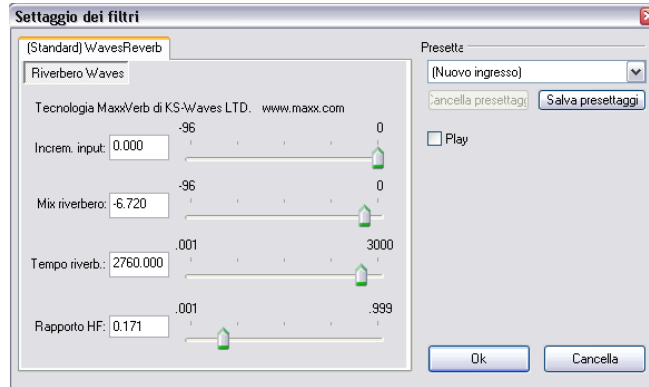 Settaggio dei filtri
(Standard) WavesReverb
Riverbero Waves
Tecnologia MaxxVerb di KS-Waves LTD. www.maxx.com
-96 0
Increm. input: 0.000
-96 0
Mix riverbero: -6.720
.001 3000
Tempo riverb.: 2760.000
.001 .999
Rapporto HF: 0.171
Presetta
(Nuovo ingresso)
Cancella presettagg Salva presettaggi
Play
Ok Cancella